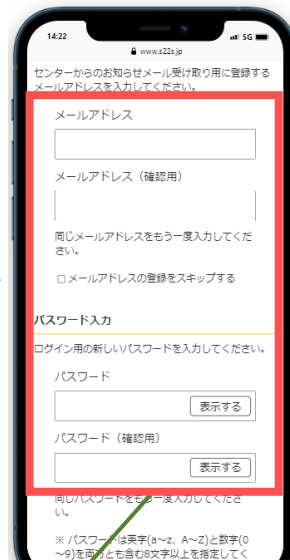 14:22
5G
www.s22s.jp
センターからのお知らせメール受け取り用に登録する
メールアドレスを入力してください。
メールアドレス
メールアドレス（確認用）
同じメールアドレスをもう一度入力してくだ
さい。
メールアドレスの登録をスキップする
パスワード入力
ログイン用の新しいパスワードを入力してください。
パスワード
表示する
パスワード（確認用）
表示する
同じパスワードをもう一度入力してくださ
い。
※ パスワードは英字(a～z、A～Z)と数字(0
～9)を両方とも含む8文字以上を指定してく